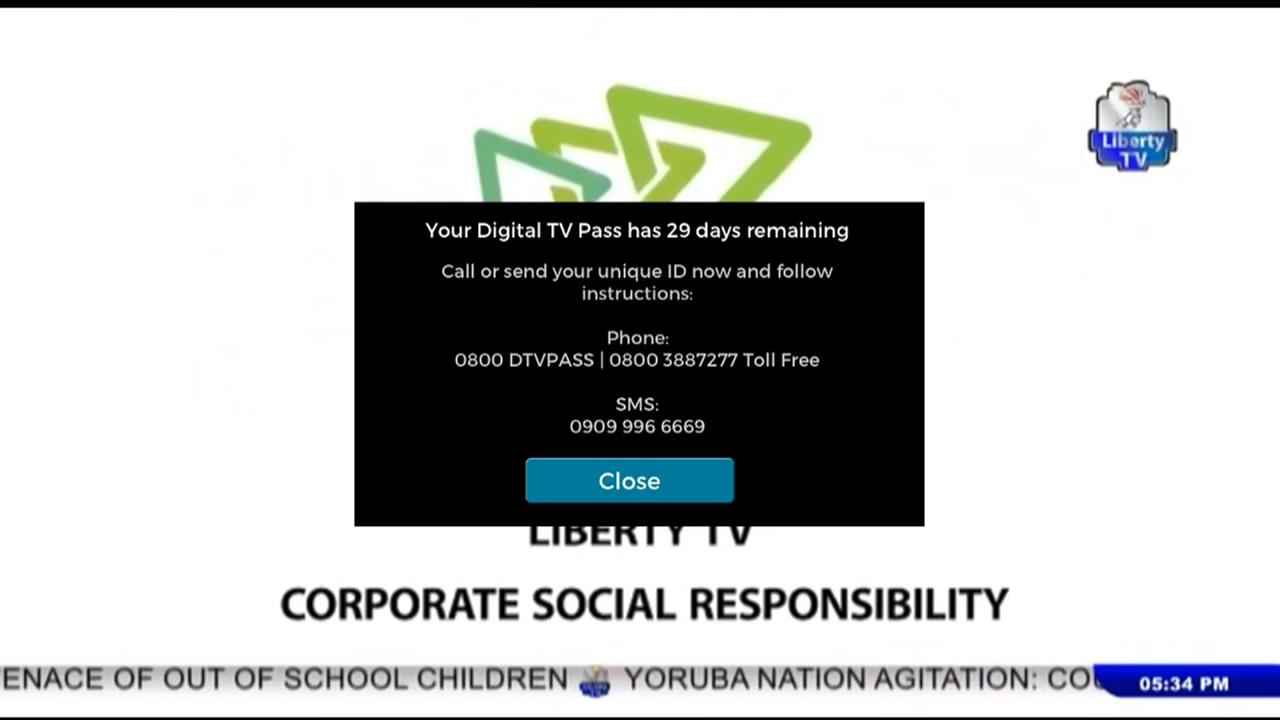 Liberty
TV
Your Digital TV Pass has 29 days remaining
Call or send your unique ID now and follow
instructions:
Phone:
0800 DTVPASS | 0800 3887277 Toll Free
SMS:
0909 996 6669
Close
LIBERTY TV
CORPORATE SOCIAL RESPONSIBILITY
ENACE OF OUT OF SCHOOL CHILDREN YORUBA NATION AGITATION: COU
05:34 PM